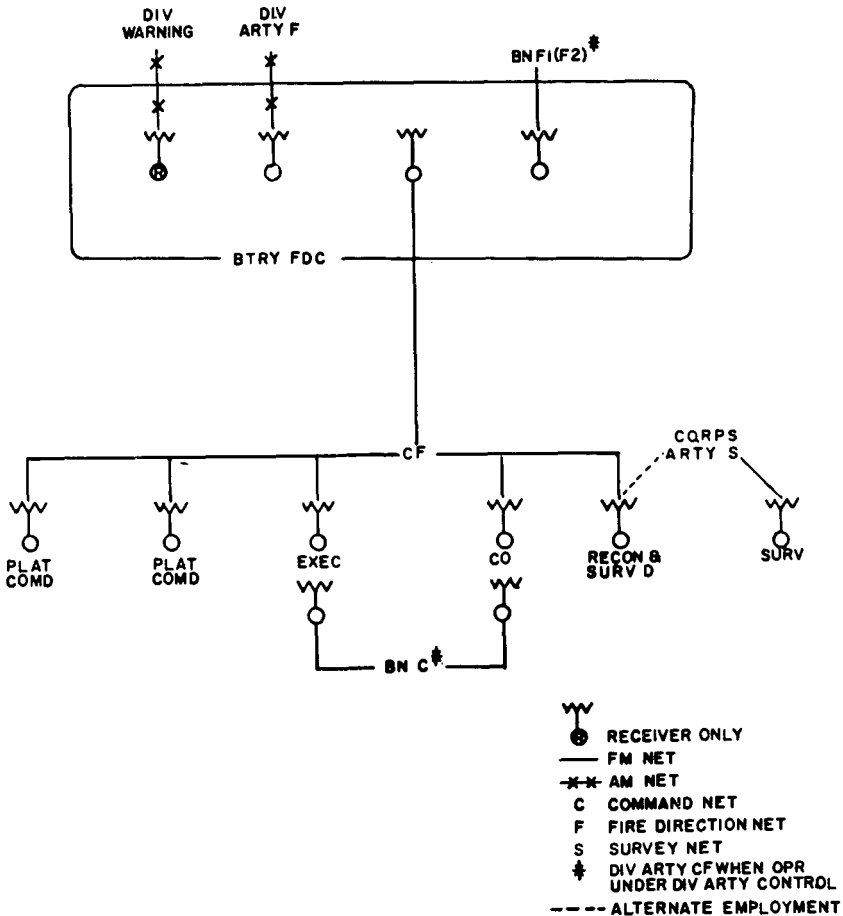 DIV
WARNING
DIV
ARTY F
BN F1(F2)⋕
BTRY FDC
CF
CORPS
ARTY S
PLAT
COMD
PLAT
COMD
EXEC
CO
RECON &
SURV D
SURV
BN C⋕
R RECEIVER ONLY
FM NET
AM NET
C COMMAND NET
F FIRE DIRECTION NET
S SURVEY NET
⋕ DIV ARTY CF WHEN OPR
UNDER DIV ARTY CONTROL
ALTERNATE EMPLOYMENT